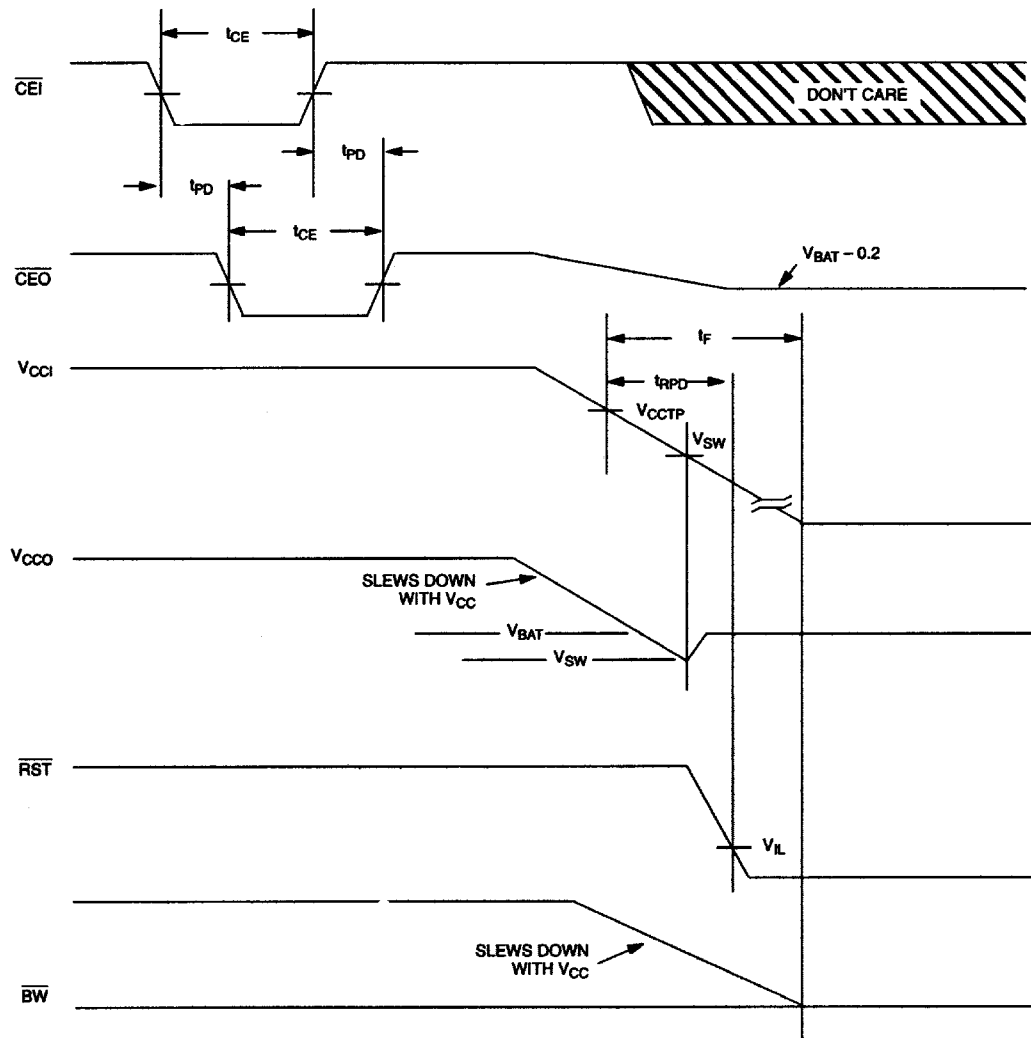 tCE
CEI
DON'T CARE
tPD
tPD
tCE
CEO
VBAT – 0.2
tF
VCCI
tRPD
VCCTP
VSW
VCCO
SLEWS DOWN
WITH VCC
VBAT
VSW
RST
VIL
SLEWS DOWN
WITH VCC
BW